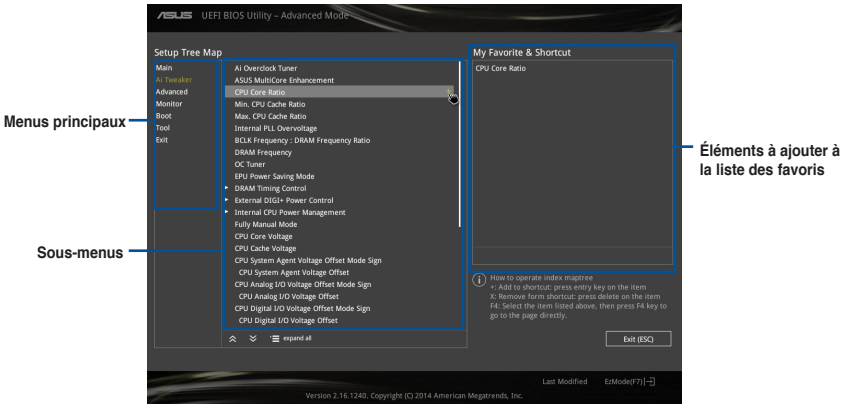 ASUS UEFI BIOS Utility – Advanced Mode
Setup Tree Map
Main
Ai Tweaker
Advanced
Monitor
Boot
Tool
Exit
Ai Overclock Tuner
ASUS MultiCore Enhancement
CPU Core Ratio
Min. CPU Cache Ratio
Max. CPU Cache Ratio
Internal PLL Overvoltage
BCLK Frequency : DRAM Frequency Ratio
DRAM Frequency
OC Tuner
EPU Power Saving Mode
DRAM Timing Control
External DIGI+ Power Control
Internal CPU Power Management
Fully Manual Mode
CPU Core Voltage
CPU Cache Voltage
CPU System Agent Voltage Offset Mode Sign
CPU System Agent Voltage Offset
CPU Analog I/O Voltage Offset Mode Sign
CPU Analog I/O Voltage Offset
CPU Digital I/O Voltage Offset Mode Sign
CPU Digital I/O Voltage Offset
expand all
My Favorite & Shortcut
CPU Core Ratio
How to operate index maptree
+: Add to shortcut: press entry key on the item
X: Remove form shortcut: press delete on the item
F4: Select the item listed above, then press F4 key to
go to the page directly.
Exit (ESC)
Last Modified EzMode(F7)
Version 2.16.1240. Copyright (C) 2014 American Megatrends, Inc.
Menus principaux
Sous-menus
Éléments à ajouter à
la liste des favoris